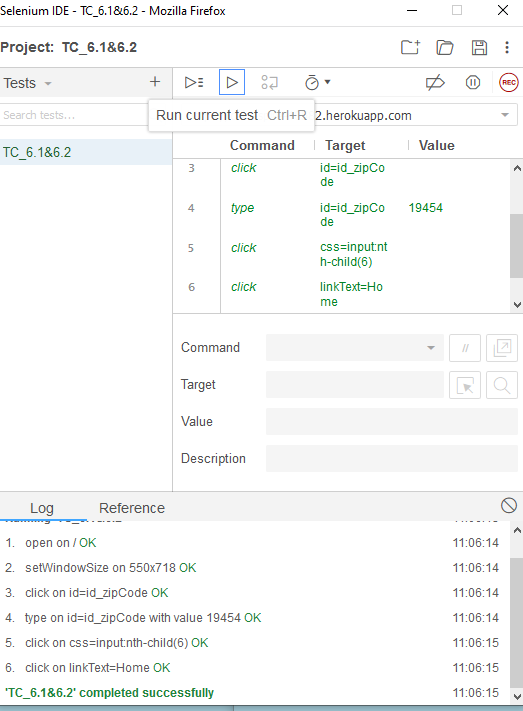 Selenium IDE - TC_6.1&6.2 - Mozilla Firefox
Project: TC_6.1&6.2
REC
Tests
Search tests...
Run current test Ctrl+R
2.herokuapp.com
TC_6.1&6.2
Command Target Value
3 click id=id_zipCo
de
4 type id=id_zipCo 19454
de
5 click css=input:nt
h-child(6)
6 click linkText=Ho
me
Command
//
Target
Value
Description
Log Reference
1. open on / OK 11:06:14
2. setWindowSize on 550x718 OK 11:06:14
3. click on id=id_zipCode OK 11:06:14
4. type on id=id_zipCode with value 19454 OK 11:06:14
5. click on css=input:nth-child(6) OK 11:06:15
6. click on linkText=Home OK 11:06:15
'TC_6.1&6.2' completed successfully 11:06:15